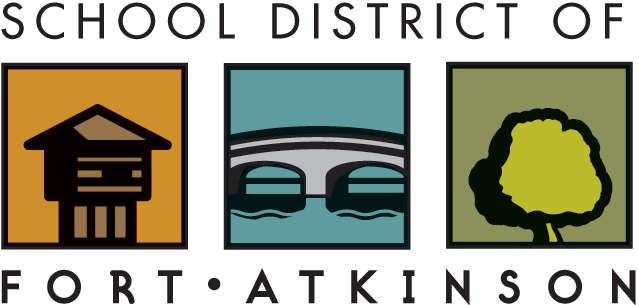 SCHOOL DISTRICT OF
FORT • ATKINSON